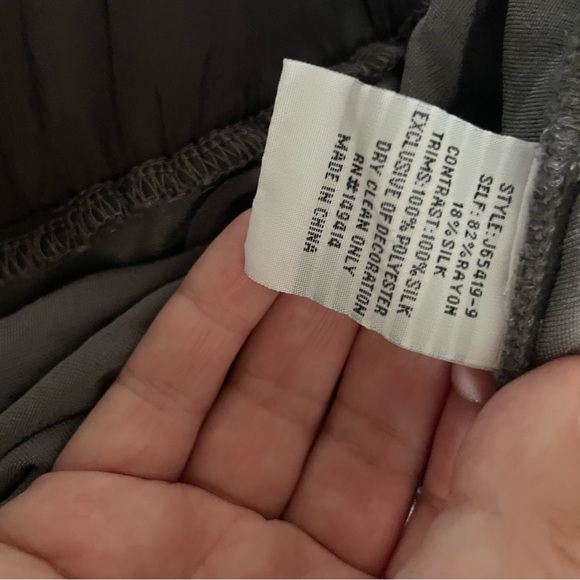 STYLE: J65419-9
SELF: 82% RAYON
18% SILK
CONTRAST: 100% SILK
TRIMS: 100% POLYESTER
EXCLUSIVE OF DECORATION
DRY CLEAN ONLY
RN# 149414
MADE IN CHINA